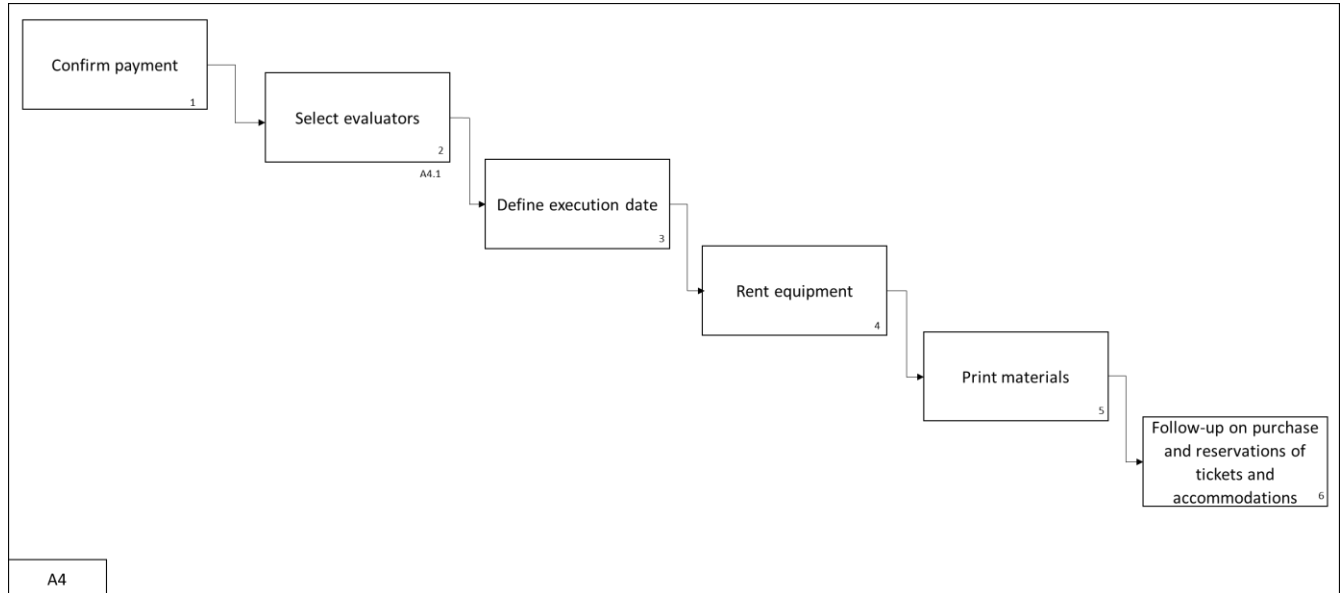 Confirm payment
1
Select evaluators
2
A4.1
Define execution date
3
Rent equipment
4
Print materials
5
Follow-up on purchase
and reservations of
tickets and
accommodations
6
A4